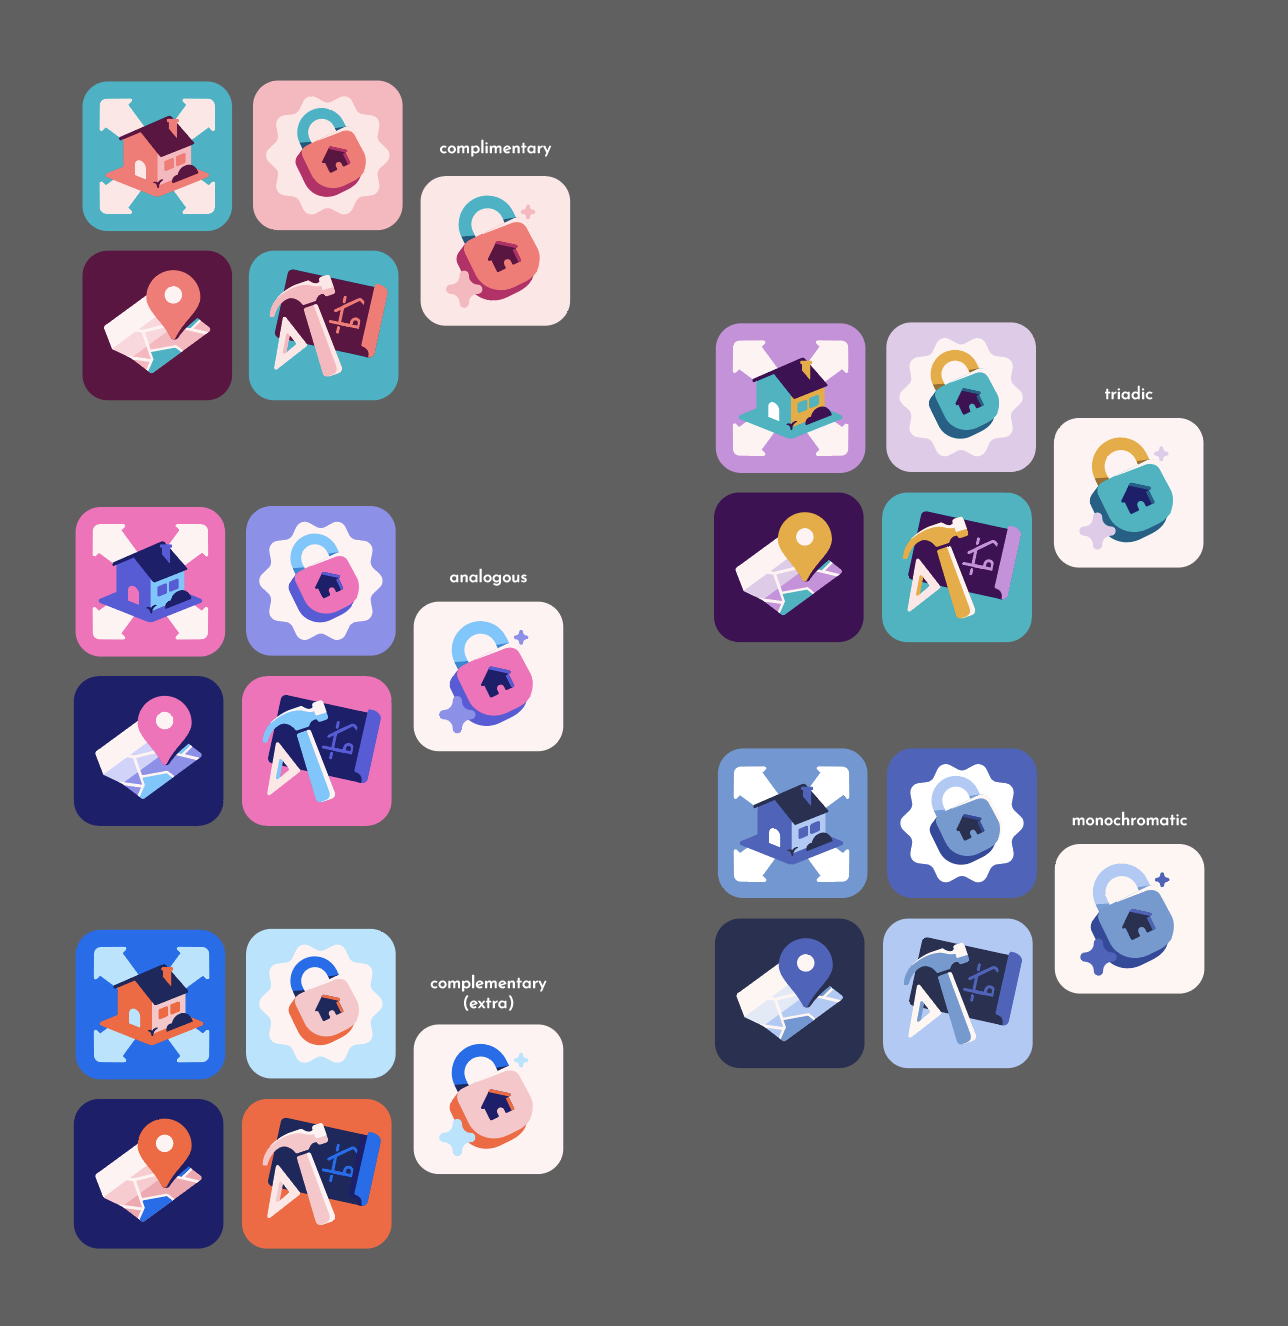 complimentary
triadic
analogous
monochromatic
complementary
(extra)